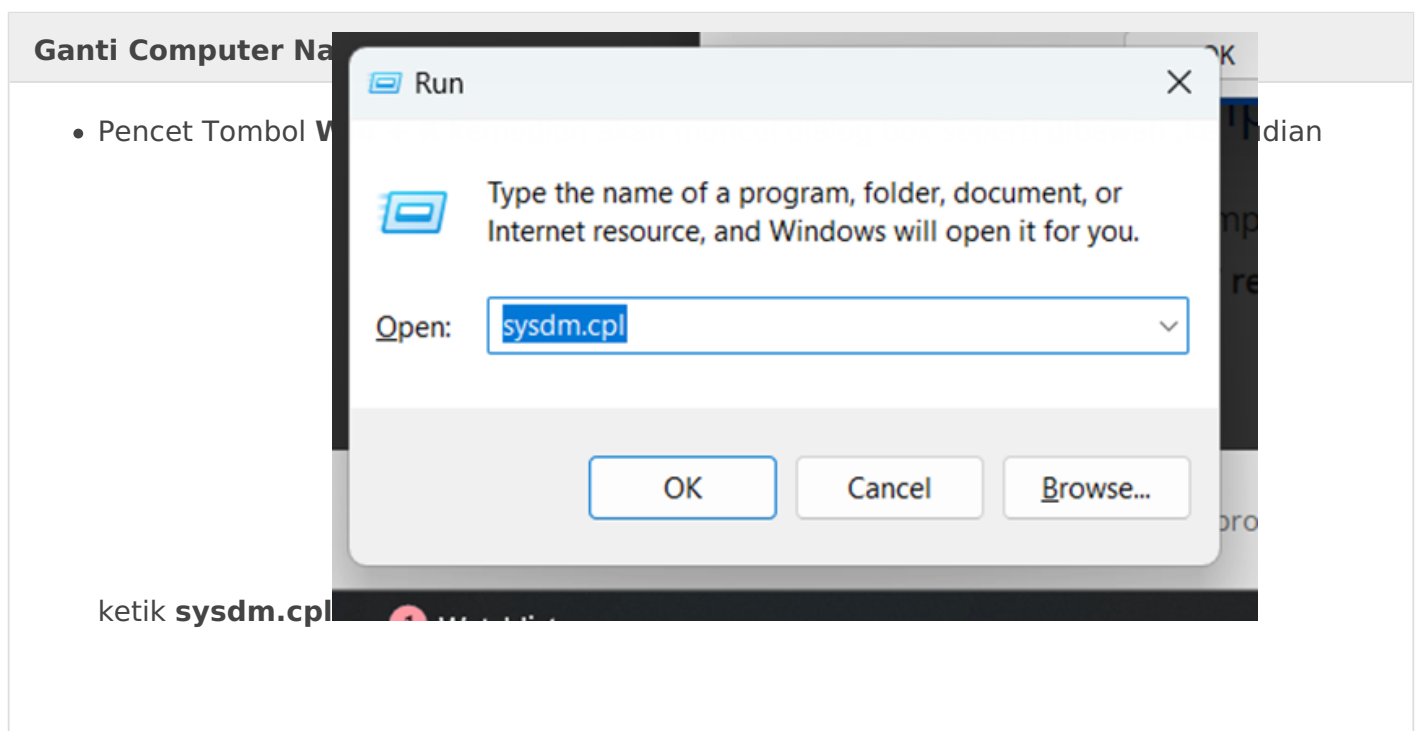 Ganti Computer Na
OK
Run
Pencet Tombol
dian
Type the name of a program, folder, document, or
Internet resource, and Windows will open it for you.
Open: sysdm.cpl
OK Cancel Browse...
ketik sysdm.cpl